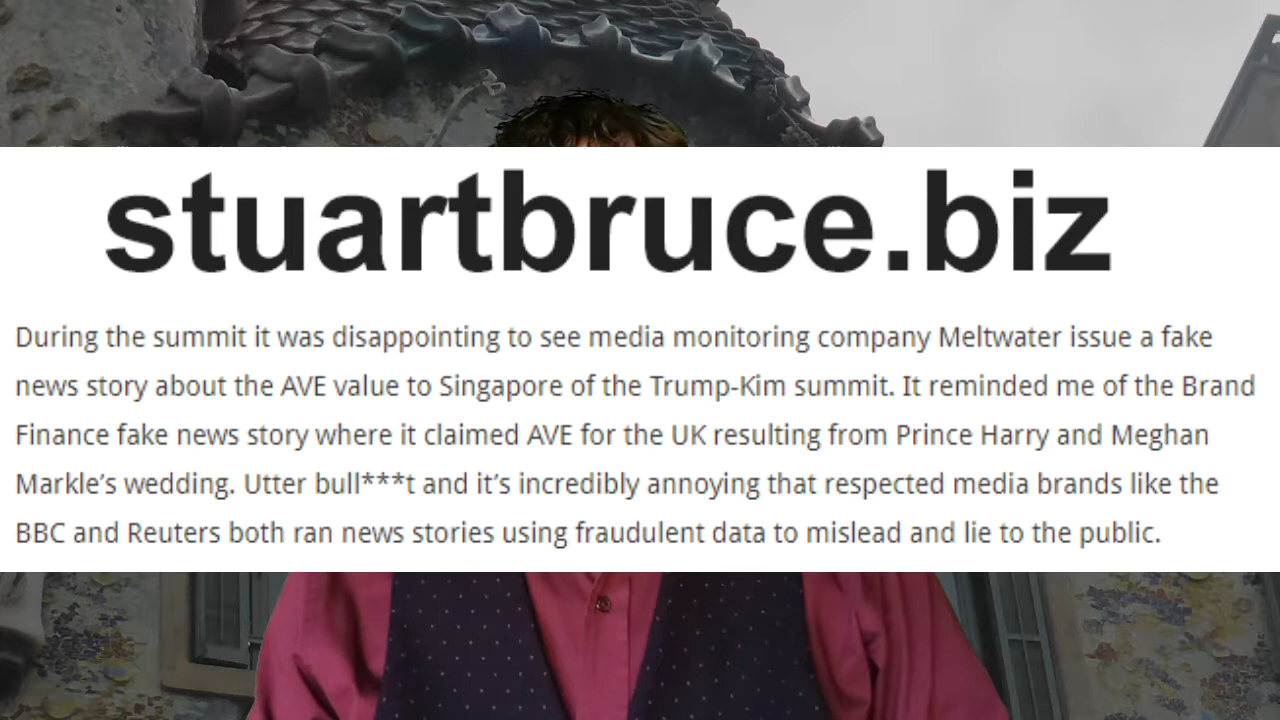 stuartbruce.biz
During the summit it was disappointing to see media monitoring company Meltwater issue a fake
news story about the AVE value to Singapore of the Trump-Kim summit. It reminded me of the Brand
Finance fake news story where it claimed AVE for the UK resulting from Prince Harry and Meghan
Markle’s wedding. Utter bull***t and it’s incredibly annoying that respected media brands like the
BBC and Reuters both ran news stories using fraudulent data to mislead and lie to the public.